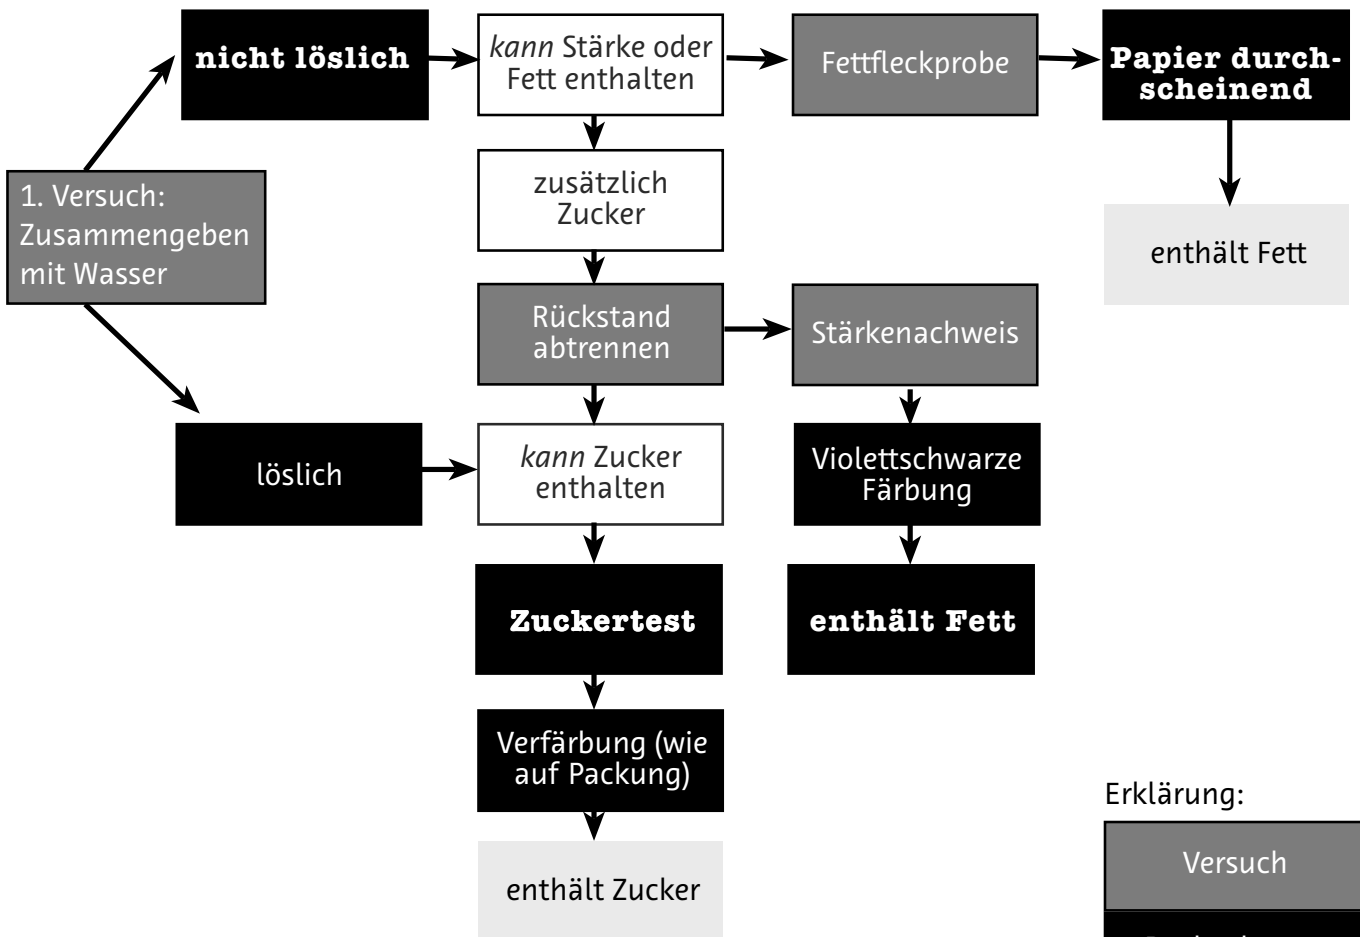 nicht löslich
kann Stärke oder
Fett enthalten
Fettfleckprobe
Papier durch-
scheinend
1. Versuch:
Zusammengeben
mit Wasser
zusätzlich
Zucker
enthält Fett
Rückstand
abtrennen
Stärkenachweis
löslich
kann Zucker
enthalten
Violettschwarze
Färbung
Zuckertest
enthält Fett
Verfärbung (wie
auf Packung)
enthält Zucker
Erklärung:
Versuch